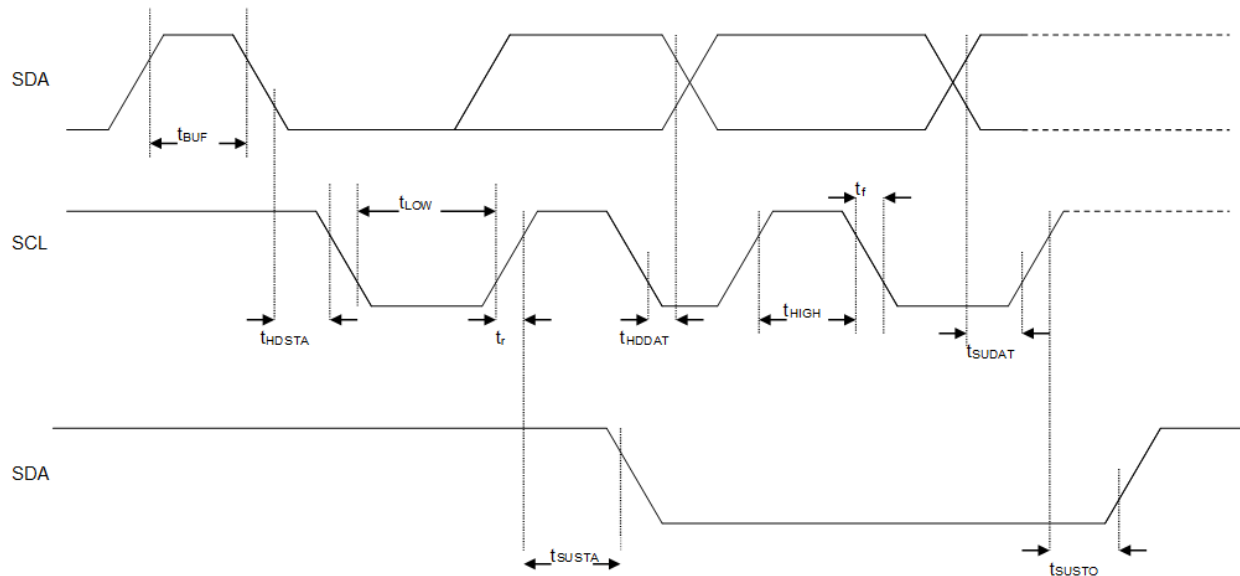 SDA
tBUF
SCL
tLOW
tf
tHDSTA
tr
tHDDAT
tHIGH
tSUDAT
SDA
tSUSTA
tSUSTO